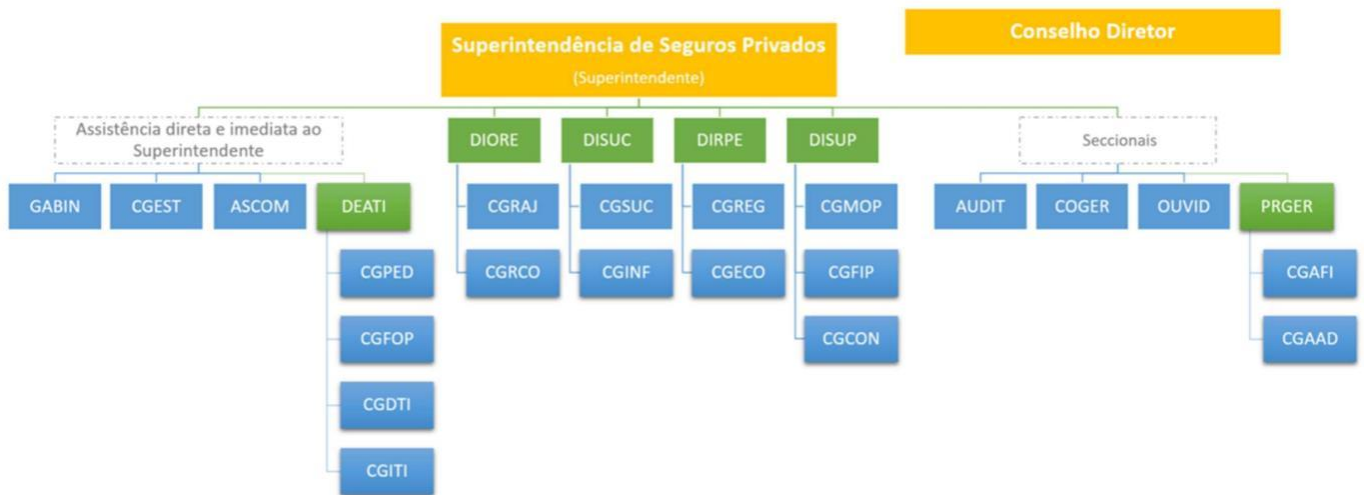 Superintendência de Seguros Privados
(Superintendente)
Conselho Diretor
Assistência direta e imediata ao
Superintendente
DIORE
DISUC
DIRPE
DISUP
Seccionais
GABIN
CGEST
ASCOM
DEATI
CGRAJ
CGSUC
CGREG
CGMOP
AUDIT
COGER
OUVID
PRGER
CGPED
CGRCO
CGINF
CGECO
CGFIP
CGAFI
CGFOP
CGCON
CGAAD
CGDTI
CGITI